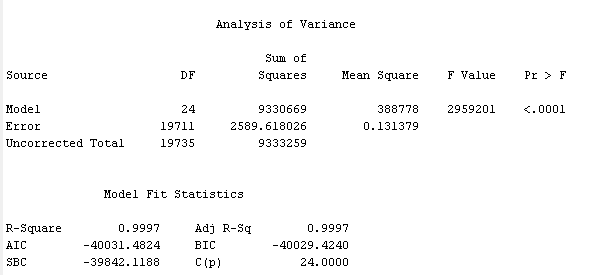 Analysis of Variance
Sum of
Source DF Squares Mean Square F Value Pr > F
Model 24 9330669 388778 2959201 <.0001
Error 19711 2589.618026 0.131379
Uncorrected Total 19735 9333259
Model Fit Statistics
R-Square 0.9997 Adj R-Sq 0.9997
AIC -40031.4824 BIC -40029.4240
SBC -39842.1188 C(p) 24.0000